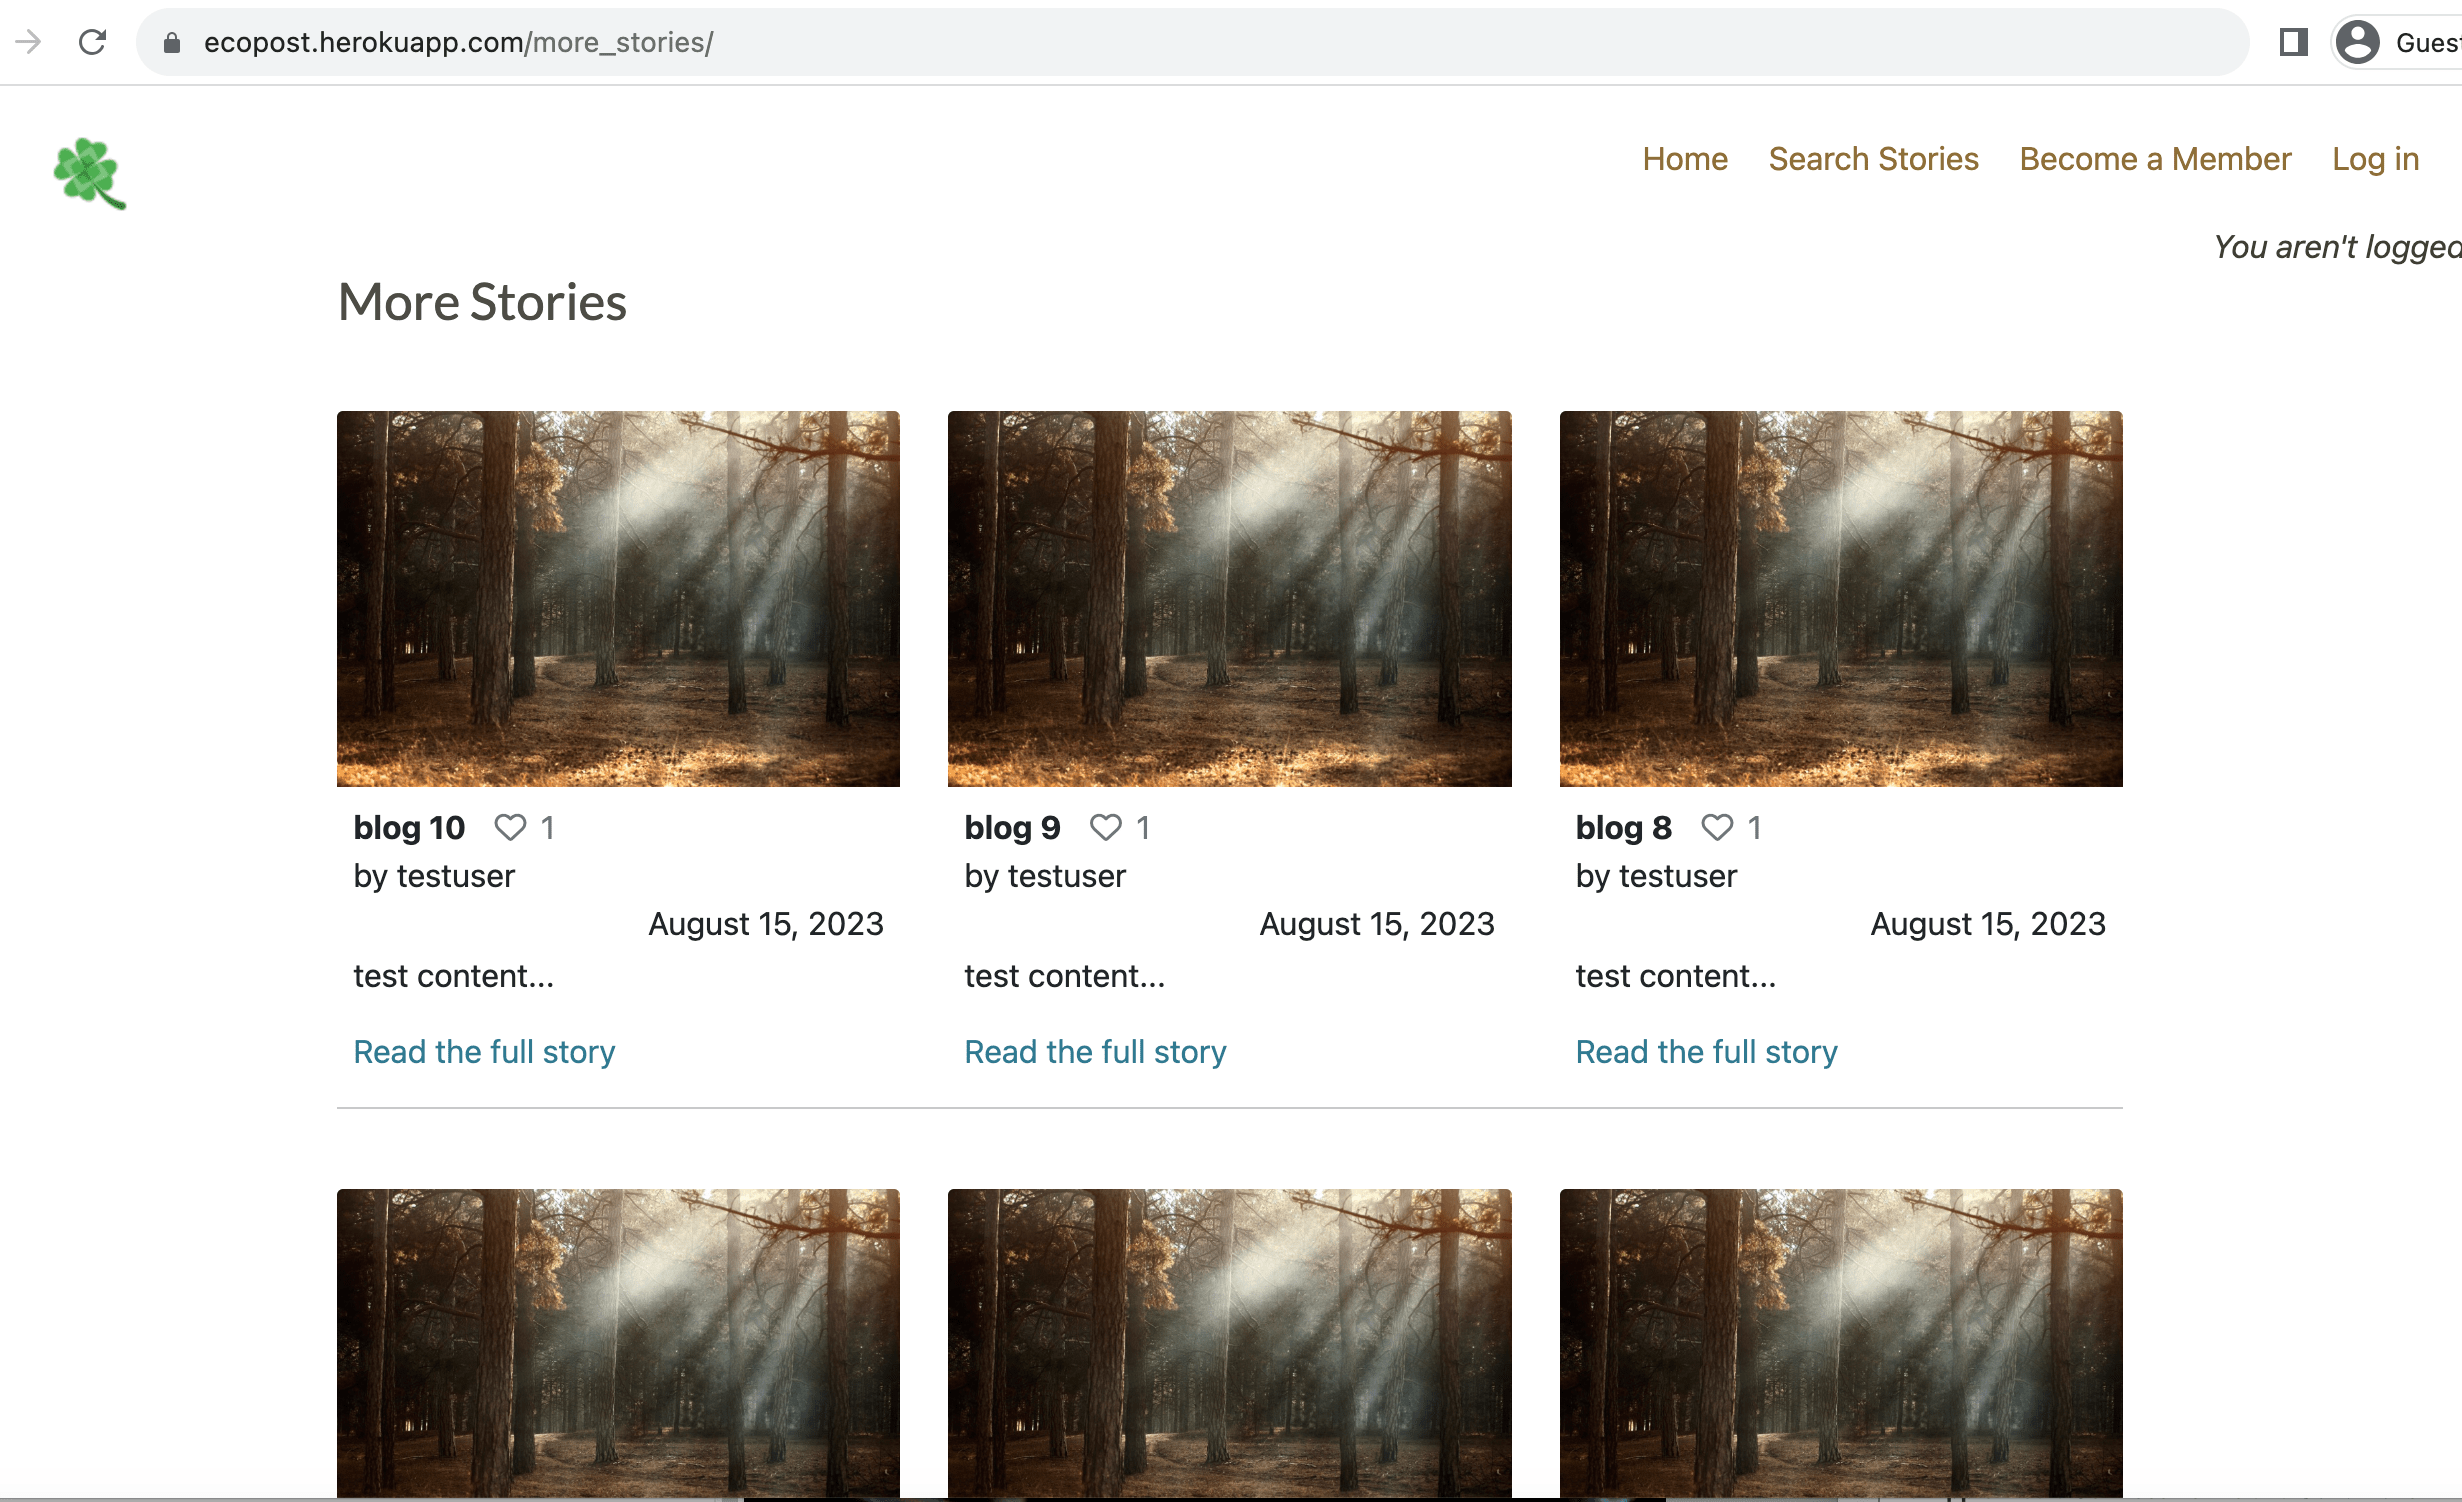 ecopost.herokuapp.com/more_stories/
Home Search Stories Become a Member Log in
You aren't logged
More Stories
blog 10 1
by testuser
August 15, 2023
test content...
Read the full story
blog 9 1
by testuser
August 15, 2023
test content...
Read the full story
blog 8 1
by testuser
August 15, 2023
test content...
Read the full story